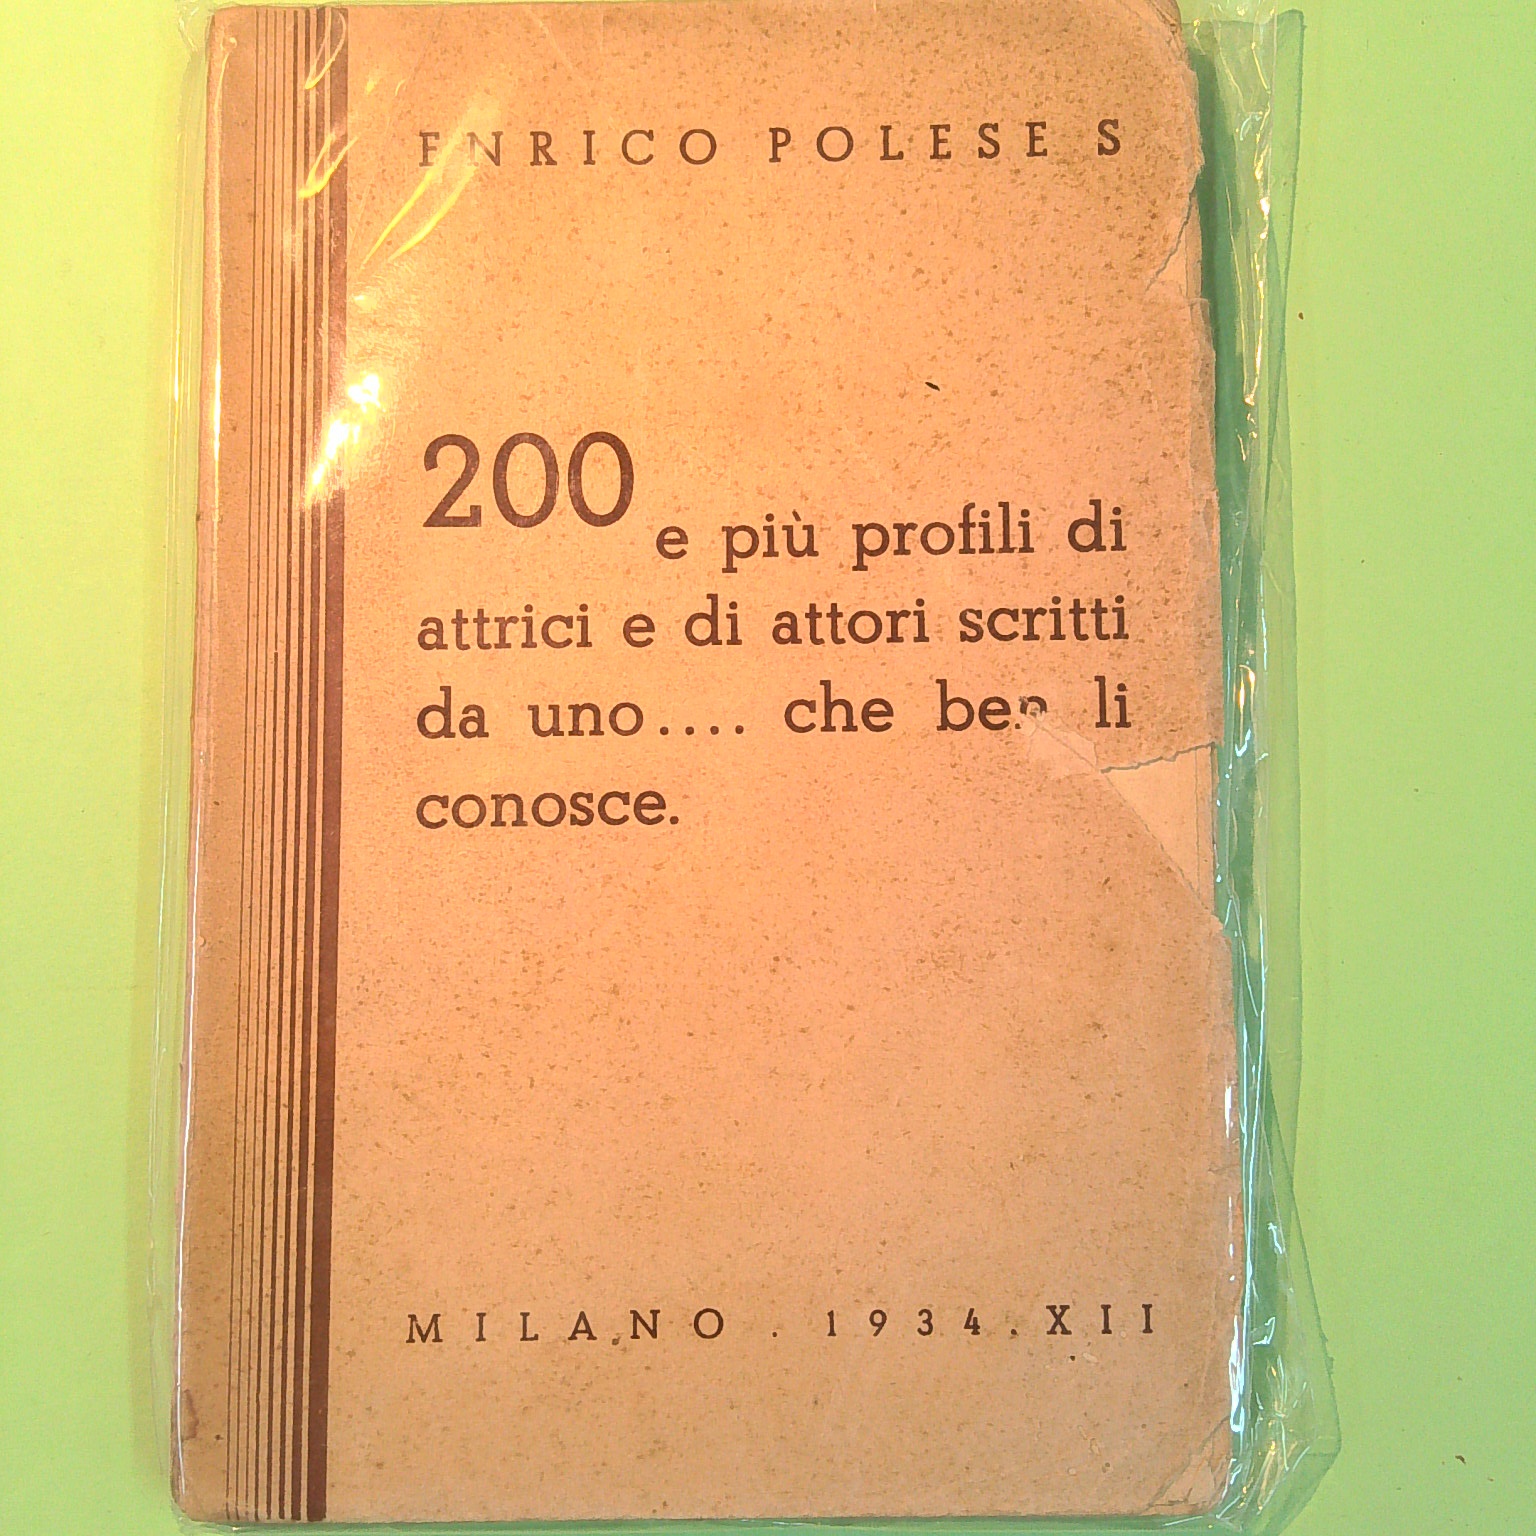 ENRICO POLESE S
200 e più profili di
attrici e di attori scritti
da uno.... che ben li
conosce.
MILANO . 1934 . XII